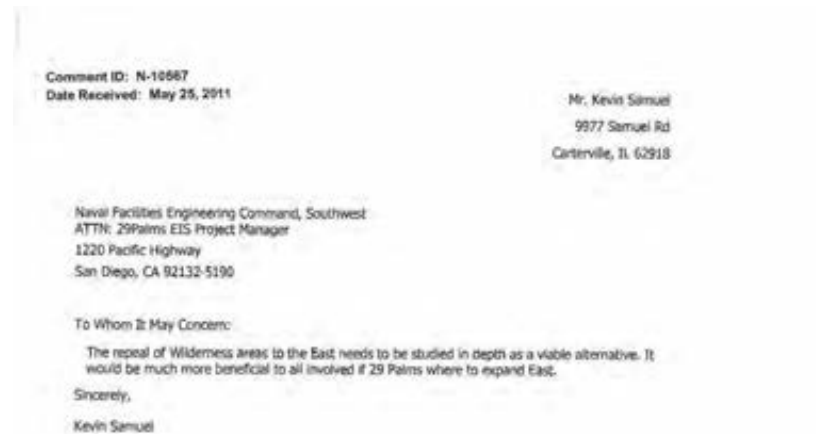 Comment ID: N-10667
Date Received: May 25, 2011
Mr. Kevin Samuel
9977 Samuel Rd
Carterville, IL 62918
Naval Facilities Engineering Command, Southwest
ATTN: 29Palms EIS Project Manager
1220 Pacific Highway
San Diego, CA 92132-5190
To Whom It May Concern:
The repeal of Wilderness areas to the East needs to be studied in depth as a viable alternative. It
would be much more beneficial to all involved if 29 Palms where to expand East.
Sincerely,
Kevin Samuel